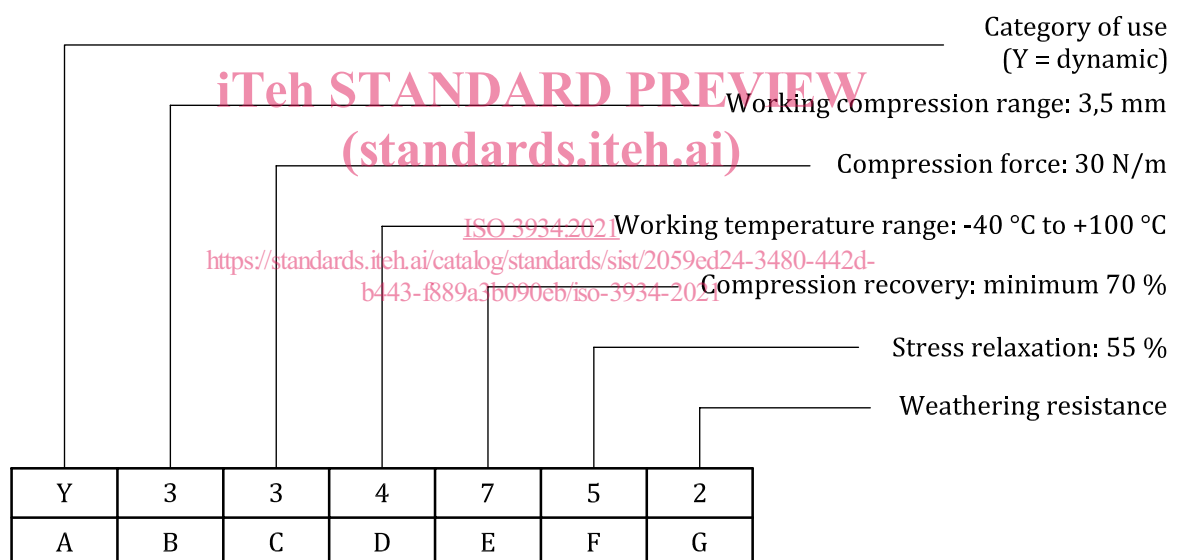 Category of use
(Y = dynamic)
iTeh STANDARD PREVIEW
Working compression range: 3,5 mm
(standards.iteh.ai)
Compression force: 30 N/m
ISO 3934:2021
Working temperature range: -40 °C to +100 °C
https://standards.iteh.ai/catalog/standards/sist/2059ed24-3480-442d-
b443-f889a3b090eb/iso-3934-2021
Compression recovery: minimum 70 %
Stress relaxation: 55 %
Weathering resistance
Y 3 3 4 7 5 2
A B C D E F G